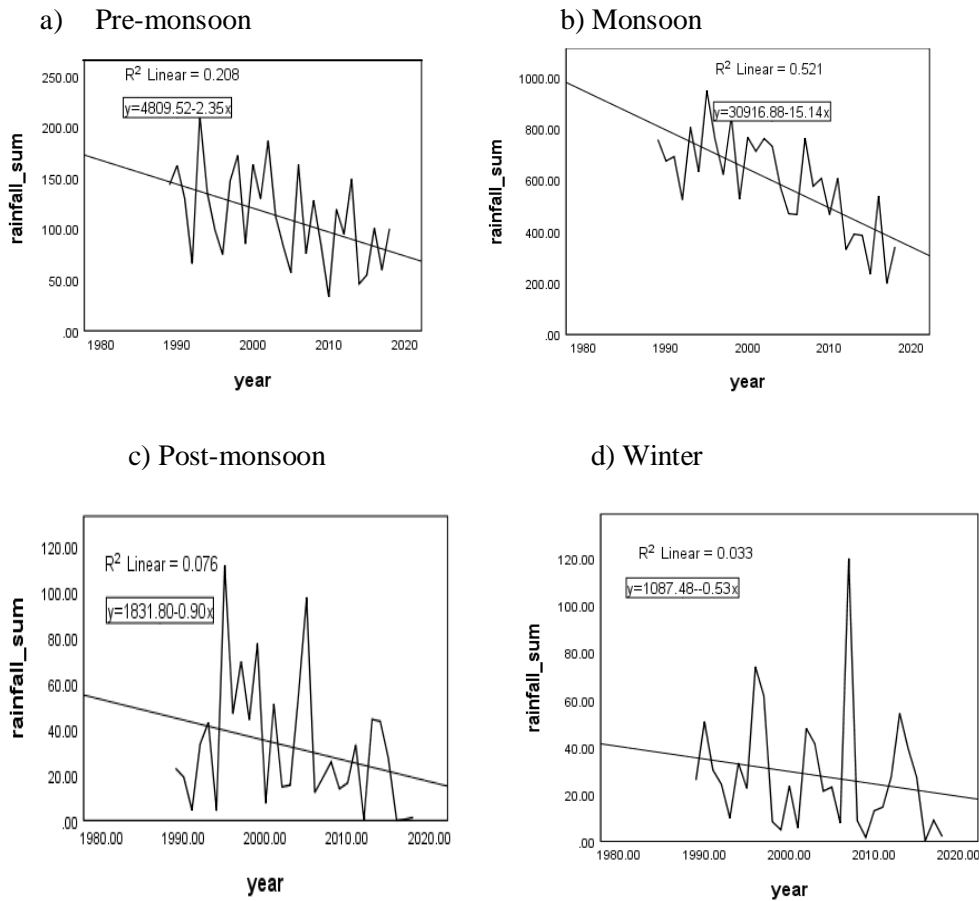 a) Pre-monsoon
R² Linear = 0.208
y=4809.52-2.35x
rainfall_sum
250.00
200.00
150.00
100.00
50.00
.00
1980 1990 2000 2010 2020
year
b) Monsoon
R² Linear = 0.521
y=30916.88-15.14x
rainfall_sum
1000.00
800.00
600.00
400.00
200.00
.00
1980 1990 2000 2010 2020
year
c) Post-monsoon
R² Linear = 0.076
y=1831.80-0.90x
rainfall_sum
120.00
100.00
80.00
60.00
40.00
20.00
.00
1980.00 1990.00 2000.00 2010.00 2020.00
year
d) Winter
R² Linear = 0.033
y=1087.48--0.53x
rainfall_sum
120.00
100.00
80.00
60.00
40.00
20.00
.00
1980.00 1990.00 2000.00 2010.00 2020.00
year